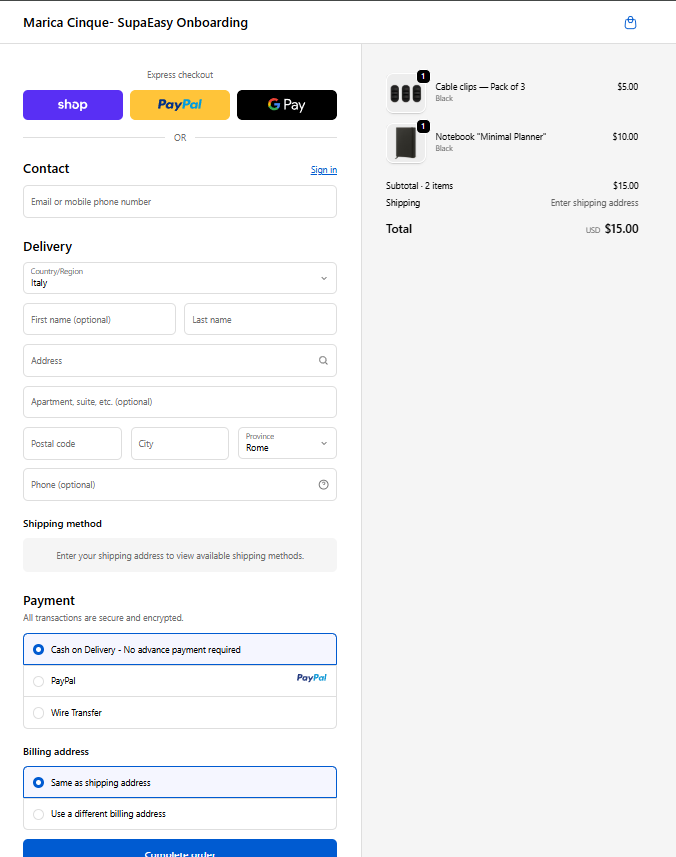 Marica Cinque- SupaEasy Onboarding
Express checkout
shop PayPal G Pay
OR
Contact Sign in
Email or mobile phone number
Delivery
Country/Region
Italy
First name (optional) Last name
Address
Apartment, suite, etc. (optional)
Postal code City Province
Rome
Phone (optional)
Shipping method
Enter your shipping address to view available shipping methods.
Payment
All transactions are secure and encrypted.
Cash on Delivery - No advance payment required
PayPal PayPal
Wire Transfer
Billing address
Same as shipping address
Use a different billing address
Complete order
1
Cable clips — Pack of 3 $5.00
Black
1
Notebook "Minimal Planner" $10.00
Black
Subtotal · 2 items $15.00
Shipping Enter shipping address
Total USD $15.00